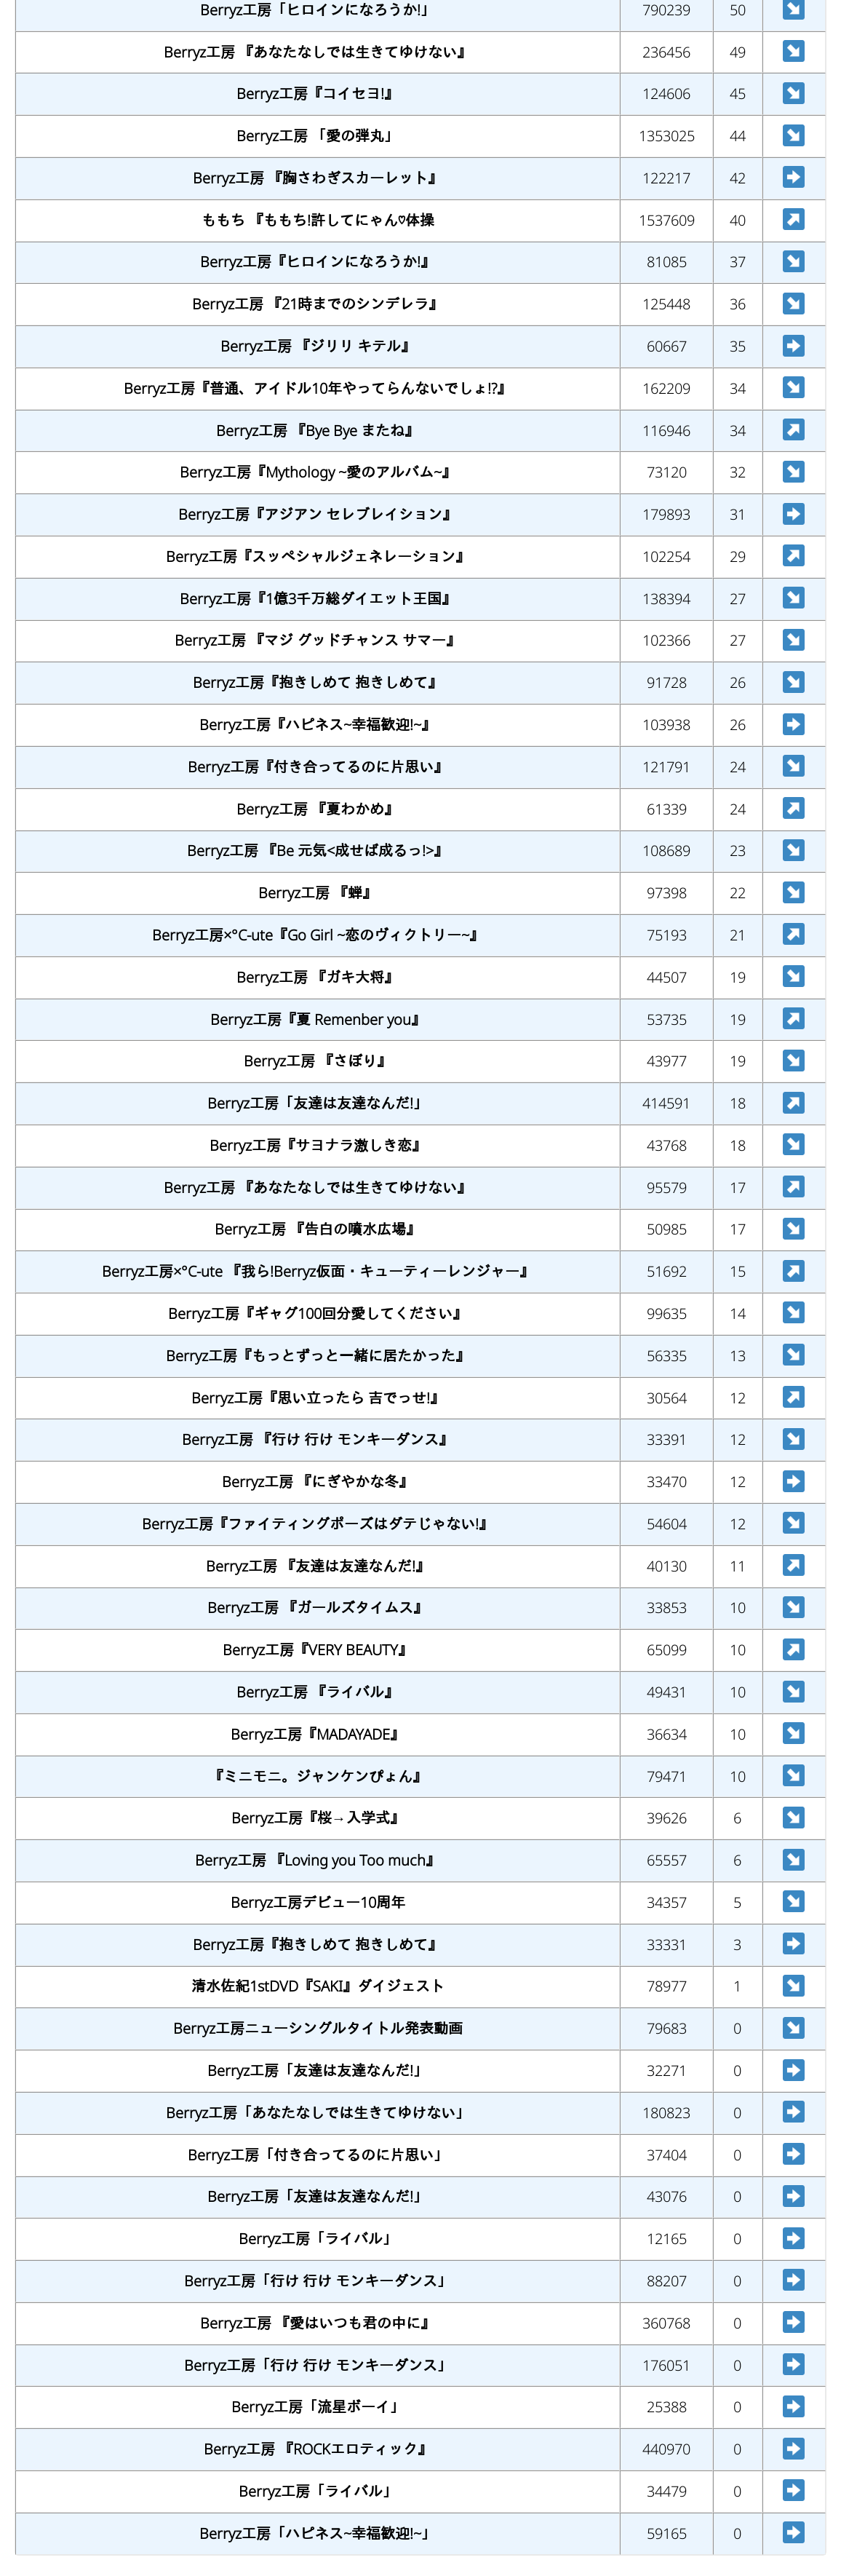 Berryz工房「ヒロインになろうか!」 790239 50 ↘
Berryz工房 『あなたなしでは生きてゆけない』 236456 49 ↘
Berryz工房『コイセヨ!』 124606 45 ↘
Berryz工房 「愛の弾丸」 1353025 44 ↘
Berryz工房 『胸さわぎスカーレット』 122217 42 ➡
ももち 『ももち!許してにゃん♡体操 1537609 40 ↗
Berryz工房『ヒロインになろうか!』 81085 37 ↘
Berryz工房 『21時までのシンデレラ』 125448 36 ↘
Berryz工房 『ジリリ キテル』 60667 35 ➡
Berryz工房『普通、アイドル10年やってらんないでしょ!?』 162209 34 ↘
Berryz工房 『Bye Bye またね』 116946 34 ↗
Berryz工房『Mythology ~愛のアルバム~』 73120 32 ↘
Berryz工房『アジアン セレブレイション』 179893 31 ➡
Berryz工房『スッペシャルジェネレーション』 102254 29 ↗
Berryz工房『1億3千万総ダイエット王国』 138394 27 ↘
Berryz工房 『マジ グッドチャンス サマー』 102366 27 ↘
Berryz工房『抱きしめて 抱きしめて』 91728 26 ↘
Berryz工房『ハピネス~幸福歓迎!~』 103938 26 ➡
Berryz工房『付き合ってるのに片思い』 121791 24 ↘
Berryz工房 『夏わかめ』 61339 24 ↗
Berryz工房 『Be 元気<成せば成るっ!>』 108689 23 ↘
Berryz工房 『蝉』 97398 22 ↘
Berryz工房×°C-ute『Go Girl ~恋のヴィクトリー~』 75193 21 ↗
Berryz工房 『ガキ大将』 44507 19 ↘
Berryz工房『夏 Remenber you』 53735 19 ↗
Berryz工房 『さぼり』 43977 19 ↘
Berryz工房「友達は友達なんだ!」 414591 18 ↗
Berryz工房『サヨナラ激しき恋』 43768 18 ↘
Berryz工房 『あなたなしでは生きてゆけない』 95579 17 ↗
Berryz工房 『告白の噴水広場』 50985 17 ↘
Berryz工房×°C-ute 『我ら!Berryz仮面・キューティーレンジャー』 51692 15 ↗
Berryz工房『ギャグ100回分愛してください』 99635 14 ↘
Berryz工房『もっとずっと一緒に居たかった』 56335 13 ↘
Berryz工房『思い立ったら 吉でっせ!』 30564 12 ↗
Berryz工房 『行け 行け モンキーダンス』 33391 12 ↘
Berryz工房 『にぎやかな冬』 33470 12 ➡
Berryz工房『ファイティングポーズはダテじゃない!』 54604 12 ↘
Berryz工房 『友達は友達なんだ!』 40130 11 ↗
Berryz工房 『ガールズタイムス』 33853 10 ↘
Berryz工房『VERY BEAUTY』 65099 10 ↗
Berryz工房 『ライバル』 49431 10 ↘
Berryz工房『MADAYADE』 36634 10 ↘
『ミニモニ。ジャンケンぴょん』 79471 10 ↘
Berryz工房『桜→入学式』 39626 6 ↘
Berryz工房 『Loving you Too much』 65557 6 ↘
Berryz工房デビュー10周年 34357 5 ↘
Berryz工房『抱きしめて 抱きしめて』 33331 3 ➡
清水佐紀1stDVD『SAKI』ダイジェスト 78977 1 ↘
Berryz工房ニューシングルタイトル発表動画 79683 0 ↘
Berryz工房「友達は友達なんだ!」 32271 0 ➡
Berryz工房「あなたなしでは生きてゆけない」 180823 0 ➡
Berryz工房「付き合ってるのに片思い」 37404 0 ➡
Berryz工房「友達は友達なんだ!」 43076 0 ➡
Berryz工房「ライバル」 12165 0 ➡
Berryz工房「行け 行け モンキーダンス」 88207 0 ➡
Berryz工房 『愛はいつも君の中に』 360768 0 ➡
Berryz工房「行け 行け モンキーダンス」 176051 0 ➡
Berryz工房「流星ボーイ」 25388 0 ➡
Berryz工房 『ROCKエロティック』 440970 0 ➡
Berryz工房「ライバル」 34479 0 ➡
Berryz工房「ハピネス~幸福歓迎!~」 59165 0 ➡